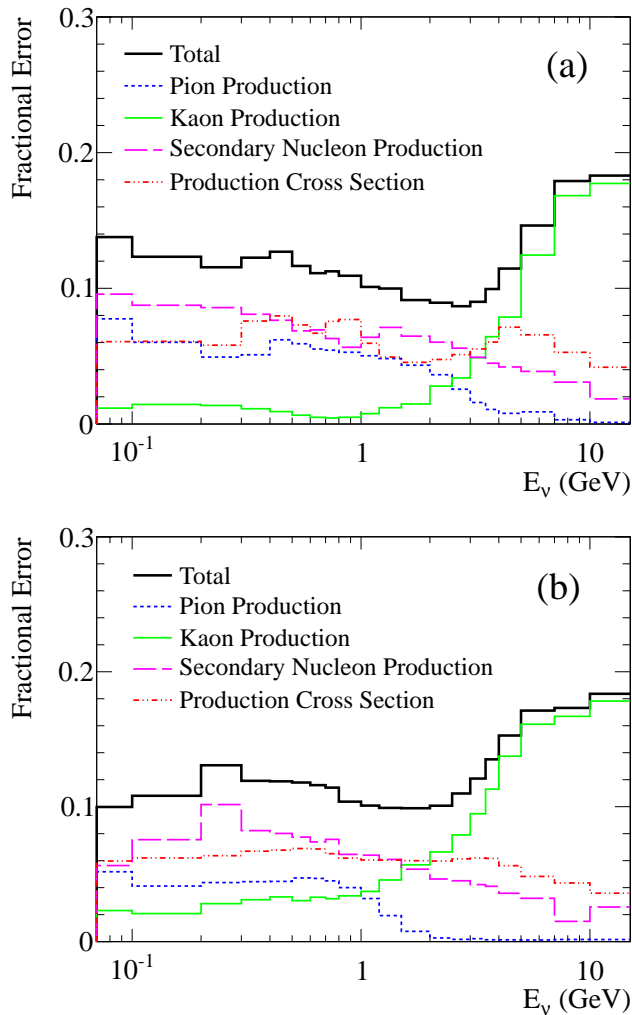 Fractional Error
0.3
0.2
0.1
0
Total
Pion Production
Kaon Production
Secondary Nucleon Production
Production Cross Section
(a)
10⁻¹ 1 10
E_ν (GeV)
Fractional Error
0.3
0.2
0.1
0
Total
Pion Production
Kaon Production
Secondary Nucleon Production
Production Cross Section
(b)
10⁻¹ 1 10
E_ν (GeV)